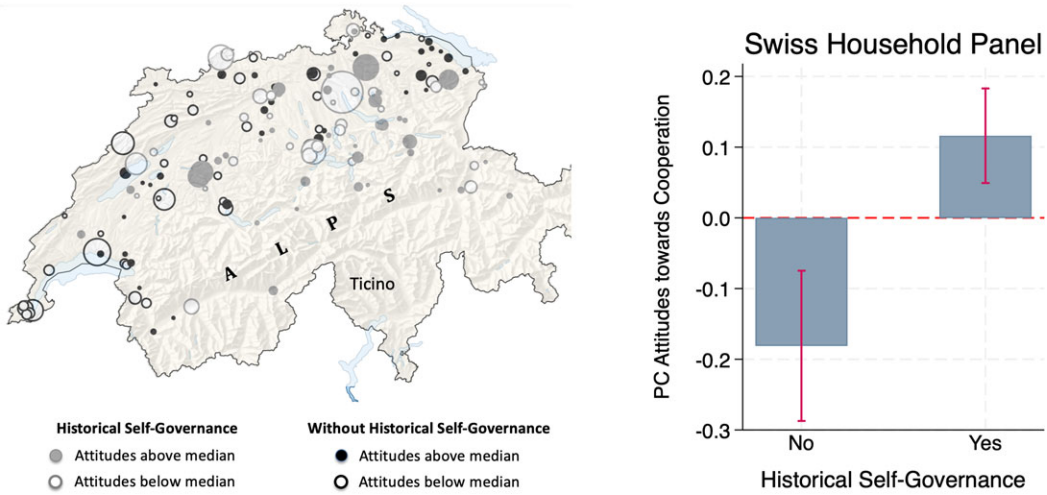 A L P S
Ticino
Historical Self-Governance
Without Historical Self-Governance
Attitudes above median
Attitudes above median
Attitudes below median
Attitudes below median
Swiss Household Panel
PC Attitudes towards Cooperation
0.2
0.1
0.0
-0.1
-0.2
-0.3
No
Yes
Historical Self-Governance